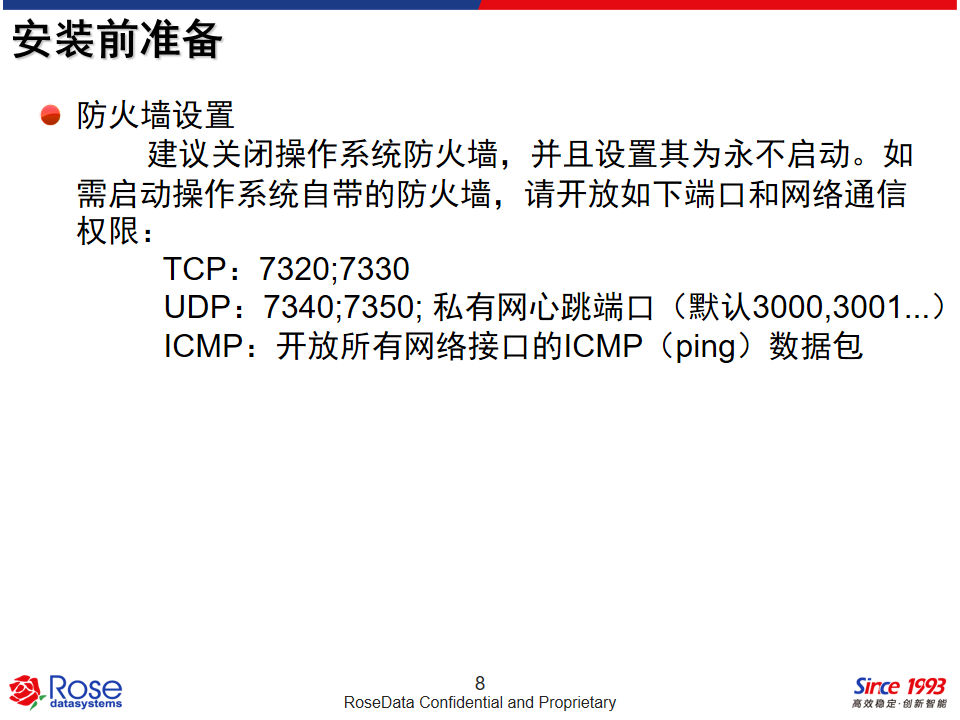 安装前准备
防火墙设置
建议关闭操作系统防火墙，并且设置其为永不启动。如
需启动操作系统自带的防火墙，请开放如下端口和网络通信
权限：
TCP：7320;7330
UDP：7340;7350; 私有网心跳端口（默认3000,3001...）
ICMP：开放所有网络接口的ICMP（ping）数据包
Rose
datasystems
8
RoseData Confidential and Proprietary
Since 1993
高效稳定·创新智能